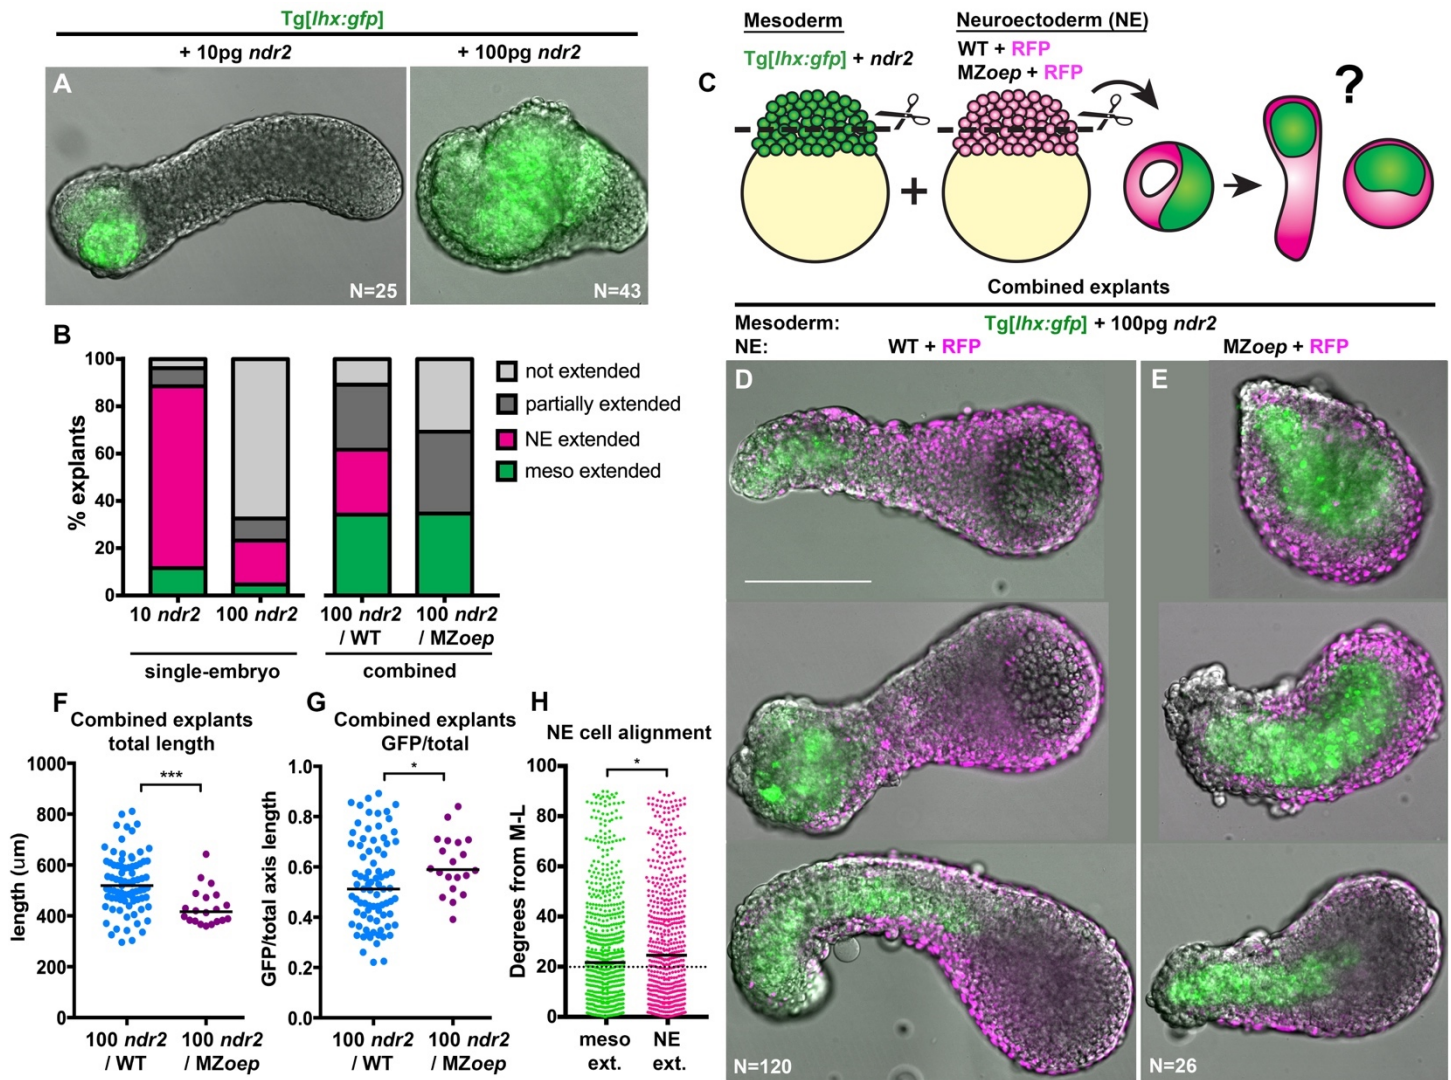 Tg[lhx:gfp]
+ 10pg ndr2
+ 100pg ndr2
A
N=25
N=43
B
% explants
100
80
60
40
20
0
10 ndr2
100 ndr2
100 ndr2
/ WT
100 ndr2
/ MZoep
single-embryo
combined
not extended
partially extended
NE extended
meso extended
C
Mesoderm
Tg[lhx:gfp] + ndr2
Neuroectoderm (NE)
WT + RFP
MZoep + RFP
+
?
Combined explants
Mesoderm:
Tg[lhx:gfp] + 100pg ndr2
NE:
WT + RFP
MZoep + RFP
D
N=120
E
N=26
F
Combined explants
total length
length (um)
1000
800
600
400
200
0
***
100 ndr2
/ WT
100 ndr2
/ MZoep
G
Combined explants
GFP/total
GFP/total axis length
1.0
0.8
0.6
0.4
0.2
0.0
*
100 ndr2
/ WT
100 ndr2
/ MZoep
H
NE cell alignment
Degrees from M-L
100
80
60
40
20
0
*
meso
ext.
NE
ext.